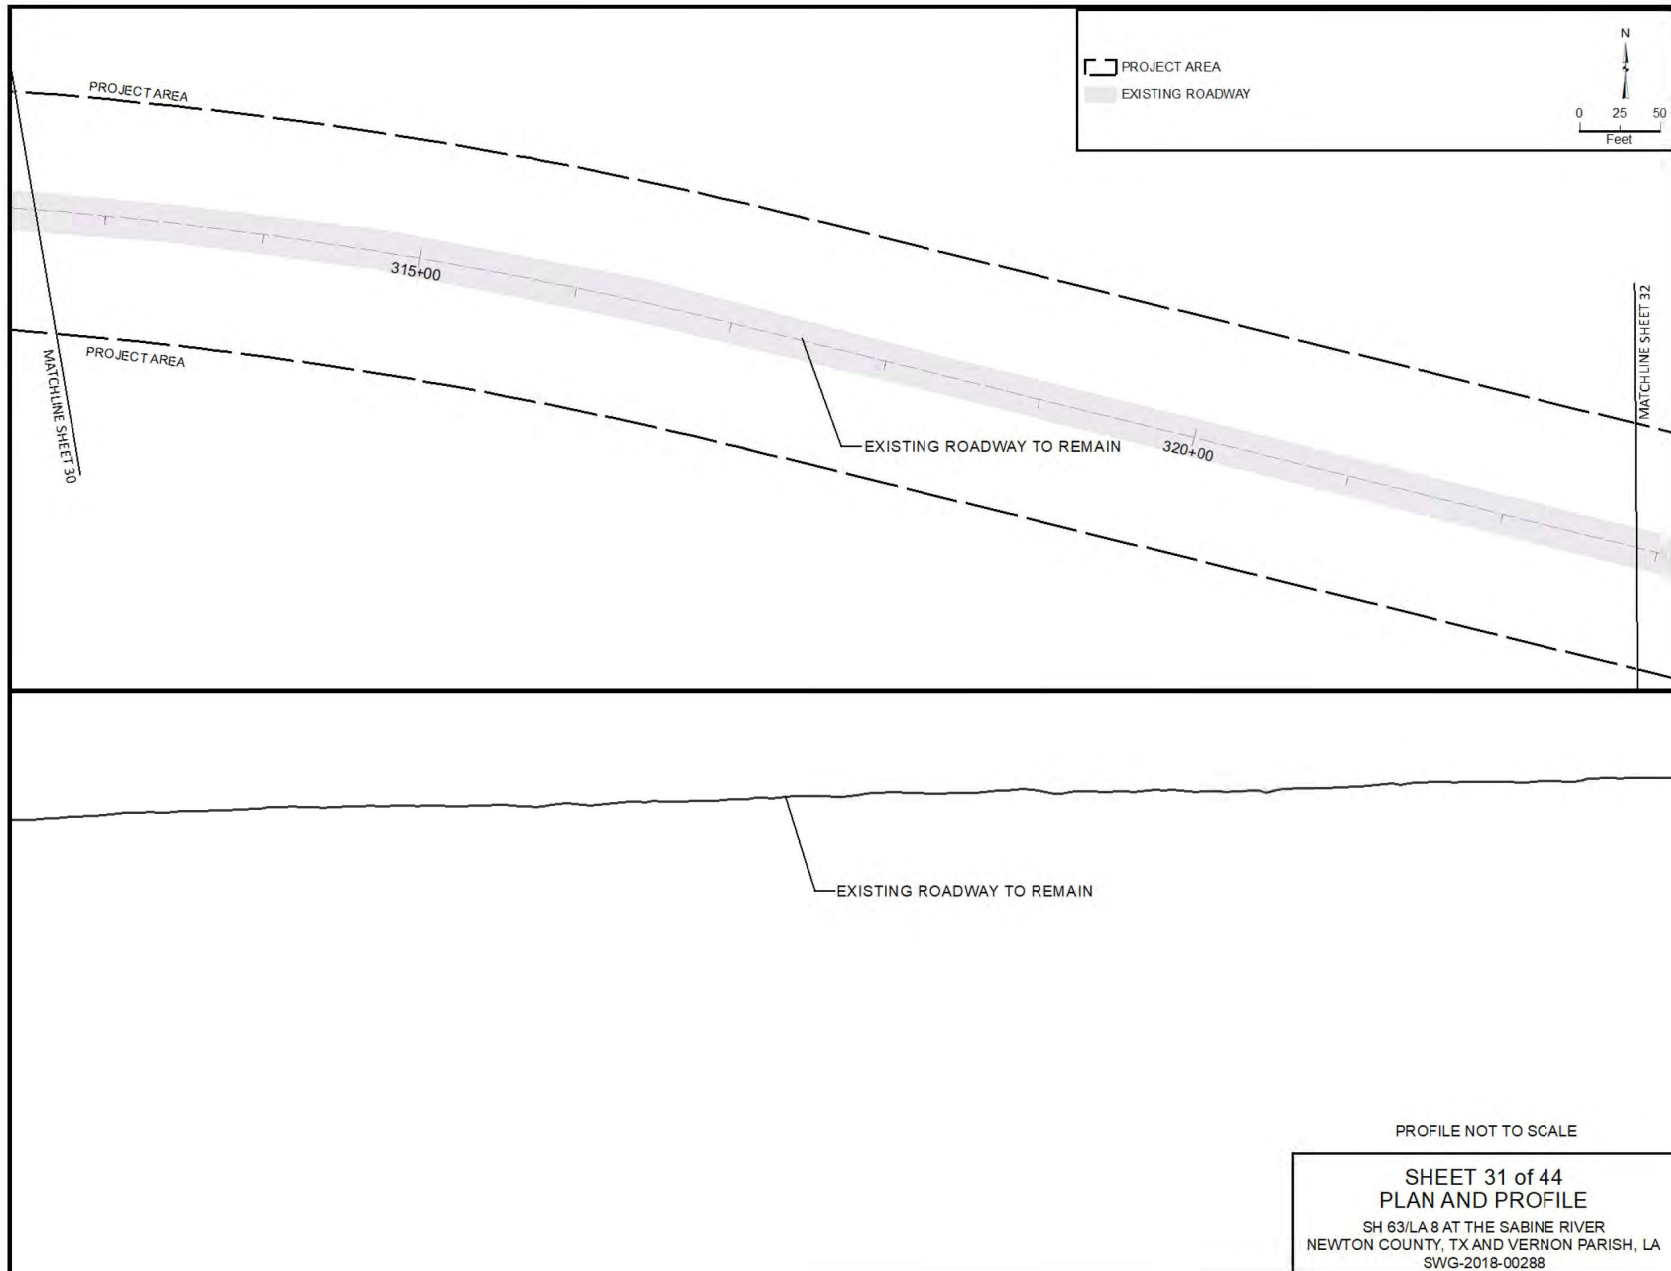 PROJECT AREA
EXISTING ROADWAY
N
0 25 50
Feet
PROJECT AREA
315+00
PROJECT AREA
MATCHLINE SHEET 30
EXISTING ROADWAY TO REMAIN
320+00
MATCHLINE SHEET 32
EXISTING ROADWAY TO REMAIN
PROFILE NOT TO SCALE
SHEET 31 of 44
PLAN AND PROFILE
SH 63/LA 8 AT THE SABINE RIVER
NEWTON COUNTY, TX AND VERNON PARISH, LA
SWG-2018-00288